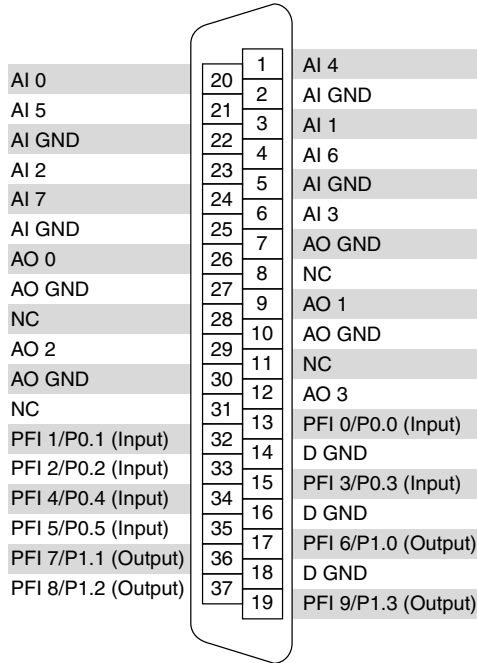 1 AI 4
AI 0 20
2 AI GND
AI 5 21
3 AI 1
AI GND 22
4 AI 6
AI 2 23
5 AI GND
AI 7 24
6 AI 3
AI GND 25
7 AO GND
AO 0 26
8 NC
AO GND 27
9 AO 1
NC 28
10 AO GND
AO 2 29
11 NC
AO GND 30
12 AO 3
NC 31
13 PFI 0/P0.0 (Input)
PFI 1/P0.1 (Input) 32
14 D GND
PFI 2/P0.2 (Input) 33
15 PFI 3/P0.3 (Input)
PFI 4/P0.4 (Input) 34
16 D GND
PFI 5/P0.5 (Input) 35
17 PFI 6/P1.0 (Output)
PFI 7/P1.1 (Output) 36
18 D GND
PFI 8/P1.2 (Output) 37
19 PFI 9/P1.3 (Output)